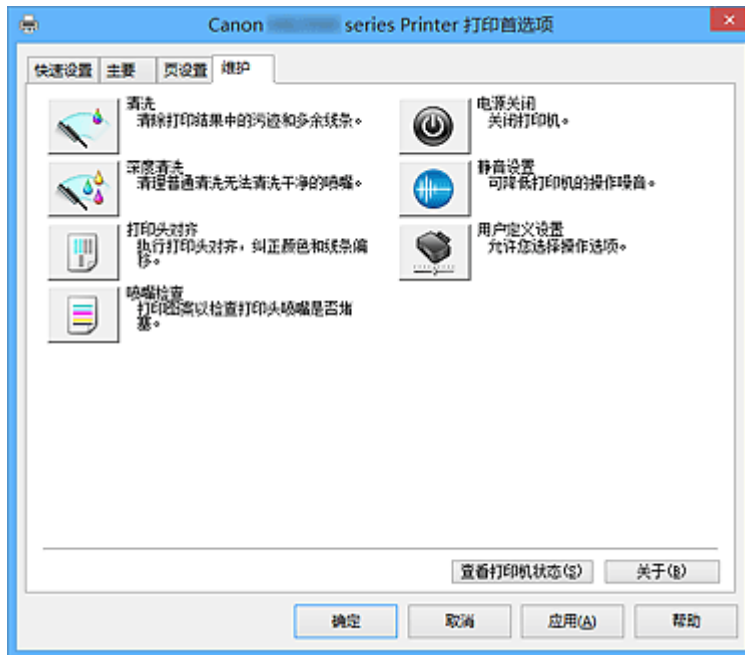 Canon series Printer 打印首选项
快速设置 主要 页设置 维护
清洗
清除打印结果中的污迹和多余线条。
深度清洗
清理普通清洗无法清洗干净的喷嘴。
打印头对齐
执行打印头对齐，纠正颜色和线条偏
移。
喷嘴检查
打印图案以检查打印头喷嘴是否堵
塞。
电源关闭
关闭打印机。
静音设置
可降低打印机的操作噪音。
用户定义设置
允许您选择操作选项。
查看打印机状态(S) 关于(B)
确定 取消 应用(A) 帮助